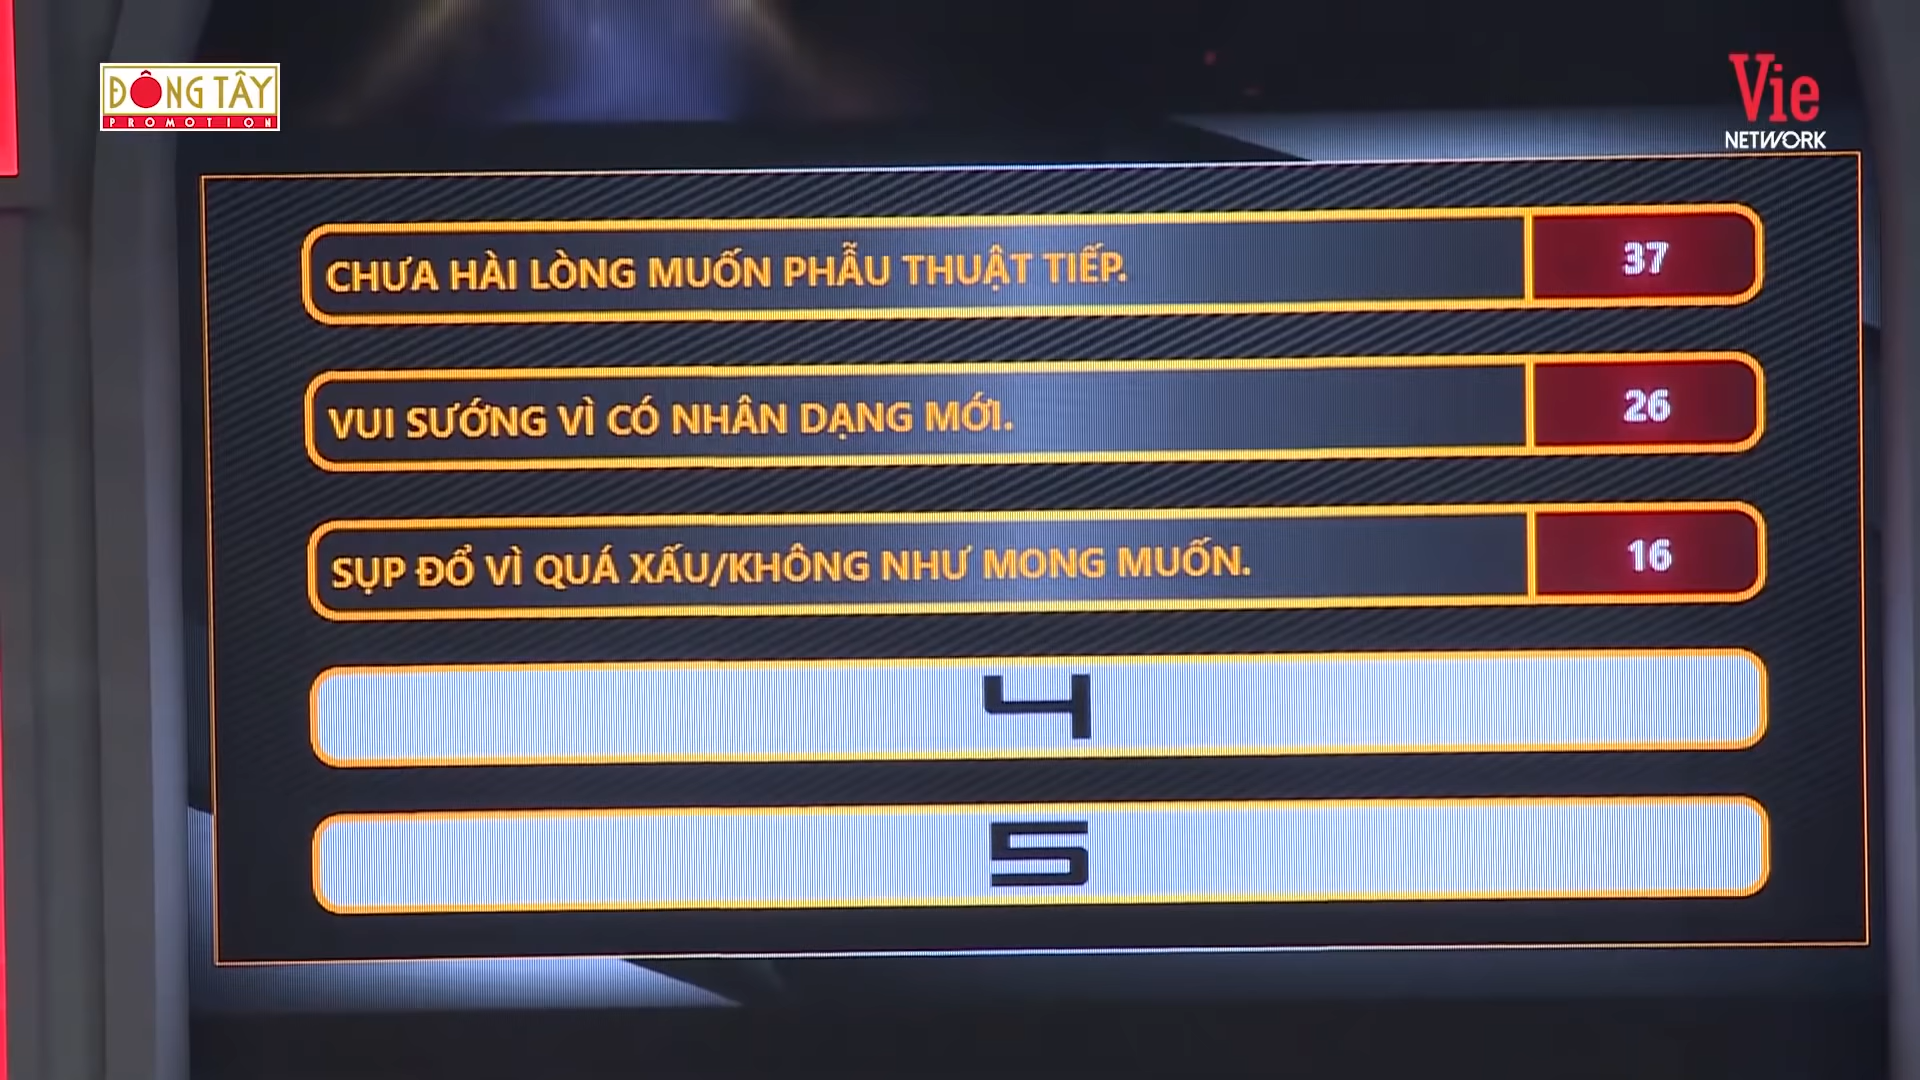 ĐÔNG TÂY
PROMOTION
Vie
NETWORK
CHƯA HÀI LÒNG MUỐN PHẪU THUẬT TIẾP.
37
VUI SƯỚNG VÌ CÓ NHÂN DẠNG MỚI.
26
SỤP ĐỔ VÌ QUÁ XẤU/KHÔNG NHƯ MONG MUỐN.
16
4
5